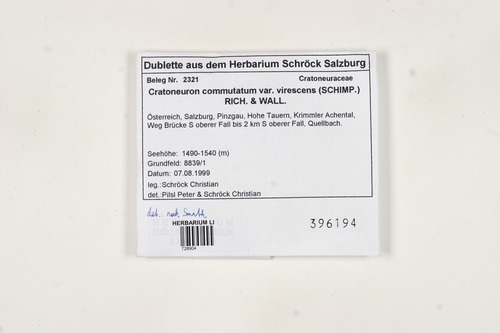 Dublette aus dem Herbarium Schröck Salzburg
Beleg Nr. 2321 Cratoneuraceae
Cratoneuron commutatum var. virescens (SCHIMP.)
RICH. & WALL.
Österreich, Salzburg, Pinzgau, Hohe Tauern, Krimmler Achental,
Weg Brücke S oberer Fall bis 2 km S oberer Fall, Quellbach.
Seehöhe: 1490-1540 (m)
Grundfeld: 8839/1
Datum: 07.08.1999
leg.:Schröck Christian
det.:Pilsl Peter & Schröck Christian
HERBARIUM LI
728904
396194